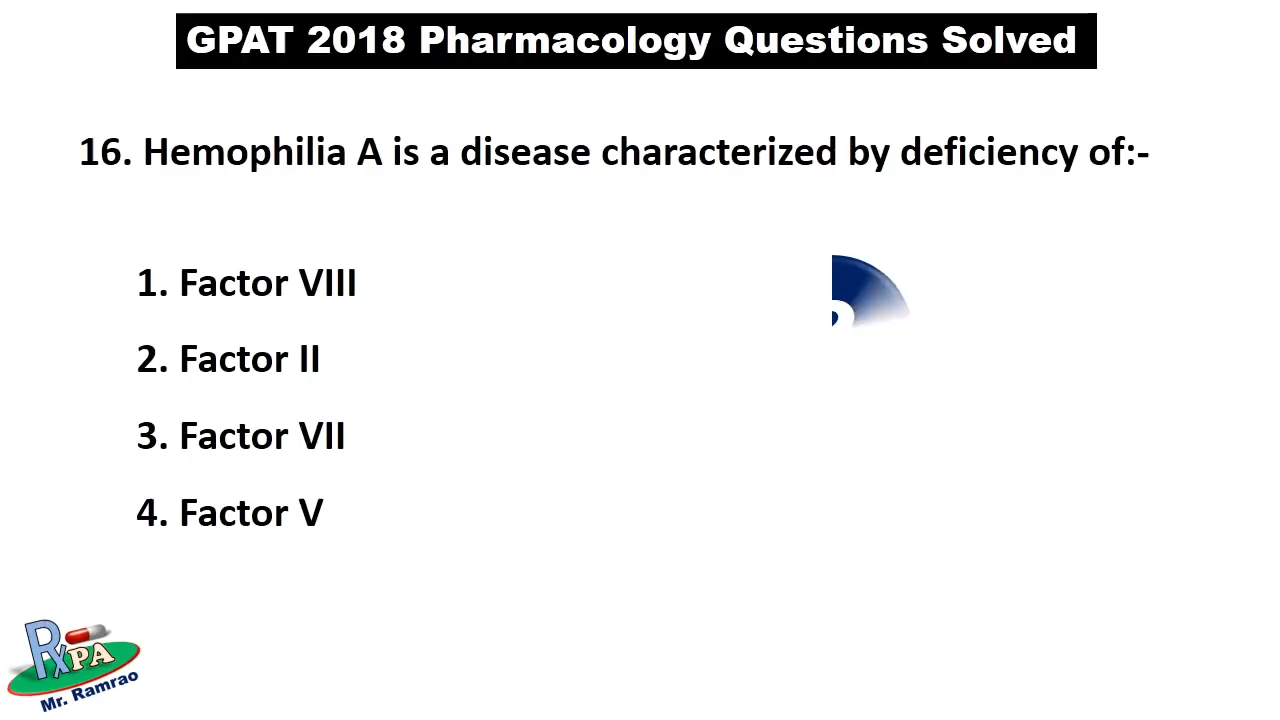 GPAT 2018 Pharmacology Questions Solved
16. Hemophilia A is a disease characterized by deficiency of:-
1. Factor VIII
2. Factor II
3. Factor VII
4. Factor V
RxPA
Mr. Ramrao